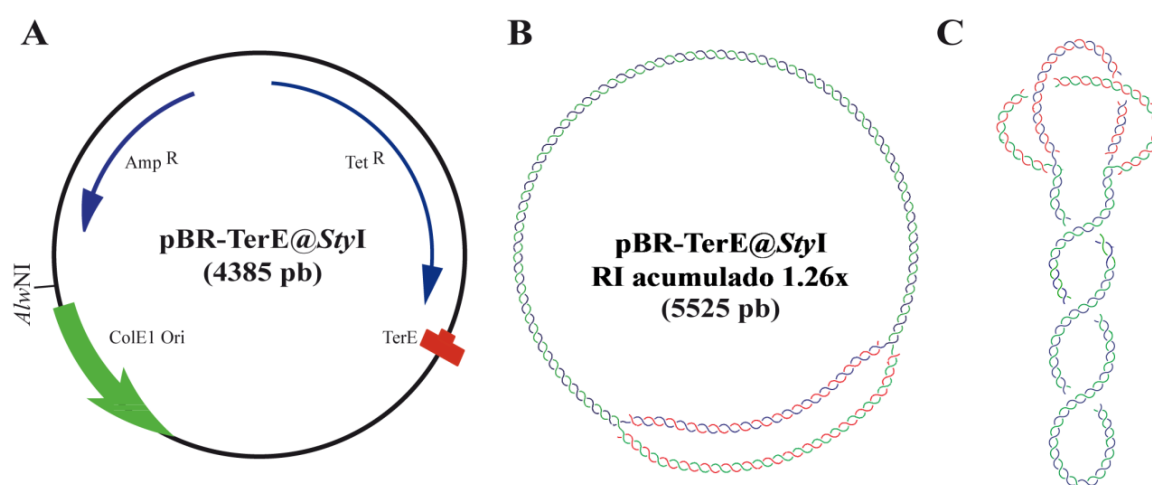 A
Amp R
Tet R
pBR-TerE@StyI
(4385 pb)
AlwNI
ColE1 Ori
TerE
B
pBR-TerE@StyI
RI acumulado 1.26x
(5525 pb)
C